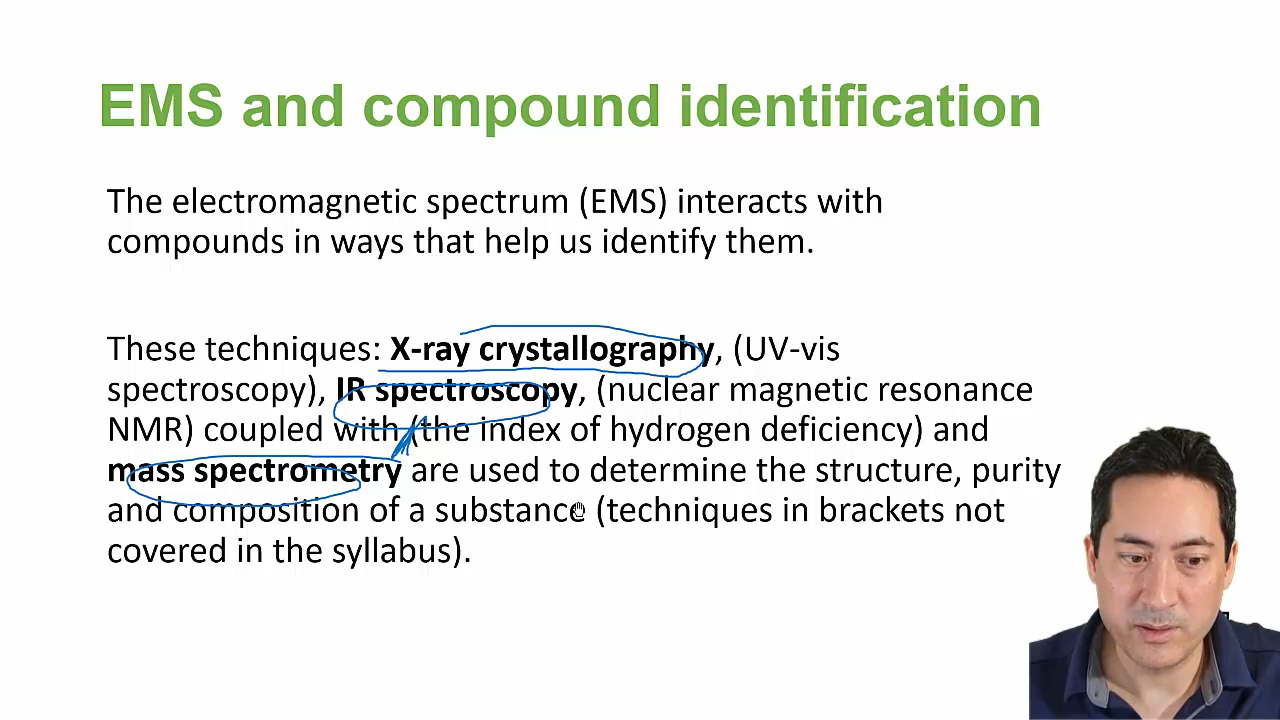 EMS and compound identification
The electromagnetic spectrum (EMS) interacts with
compounds in ways that help us identify them.
These techniques: X-ray crystallography, (UV-vis
spectroscopy), IR spectroscopy, (nuclear magnetic resonance
NMR) coupled with (the index of hydrogen deficiency) and
mass spectrometry are used to determine the structure, purity
and composition of a substance (techniques in brackets not
covered in the syllabus).